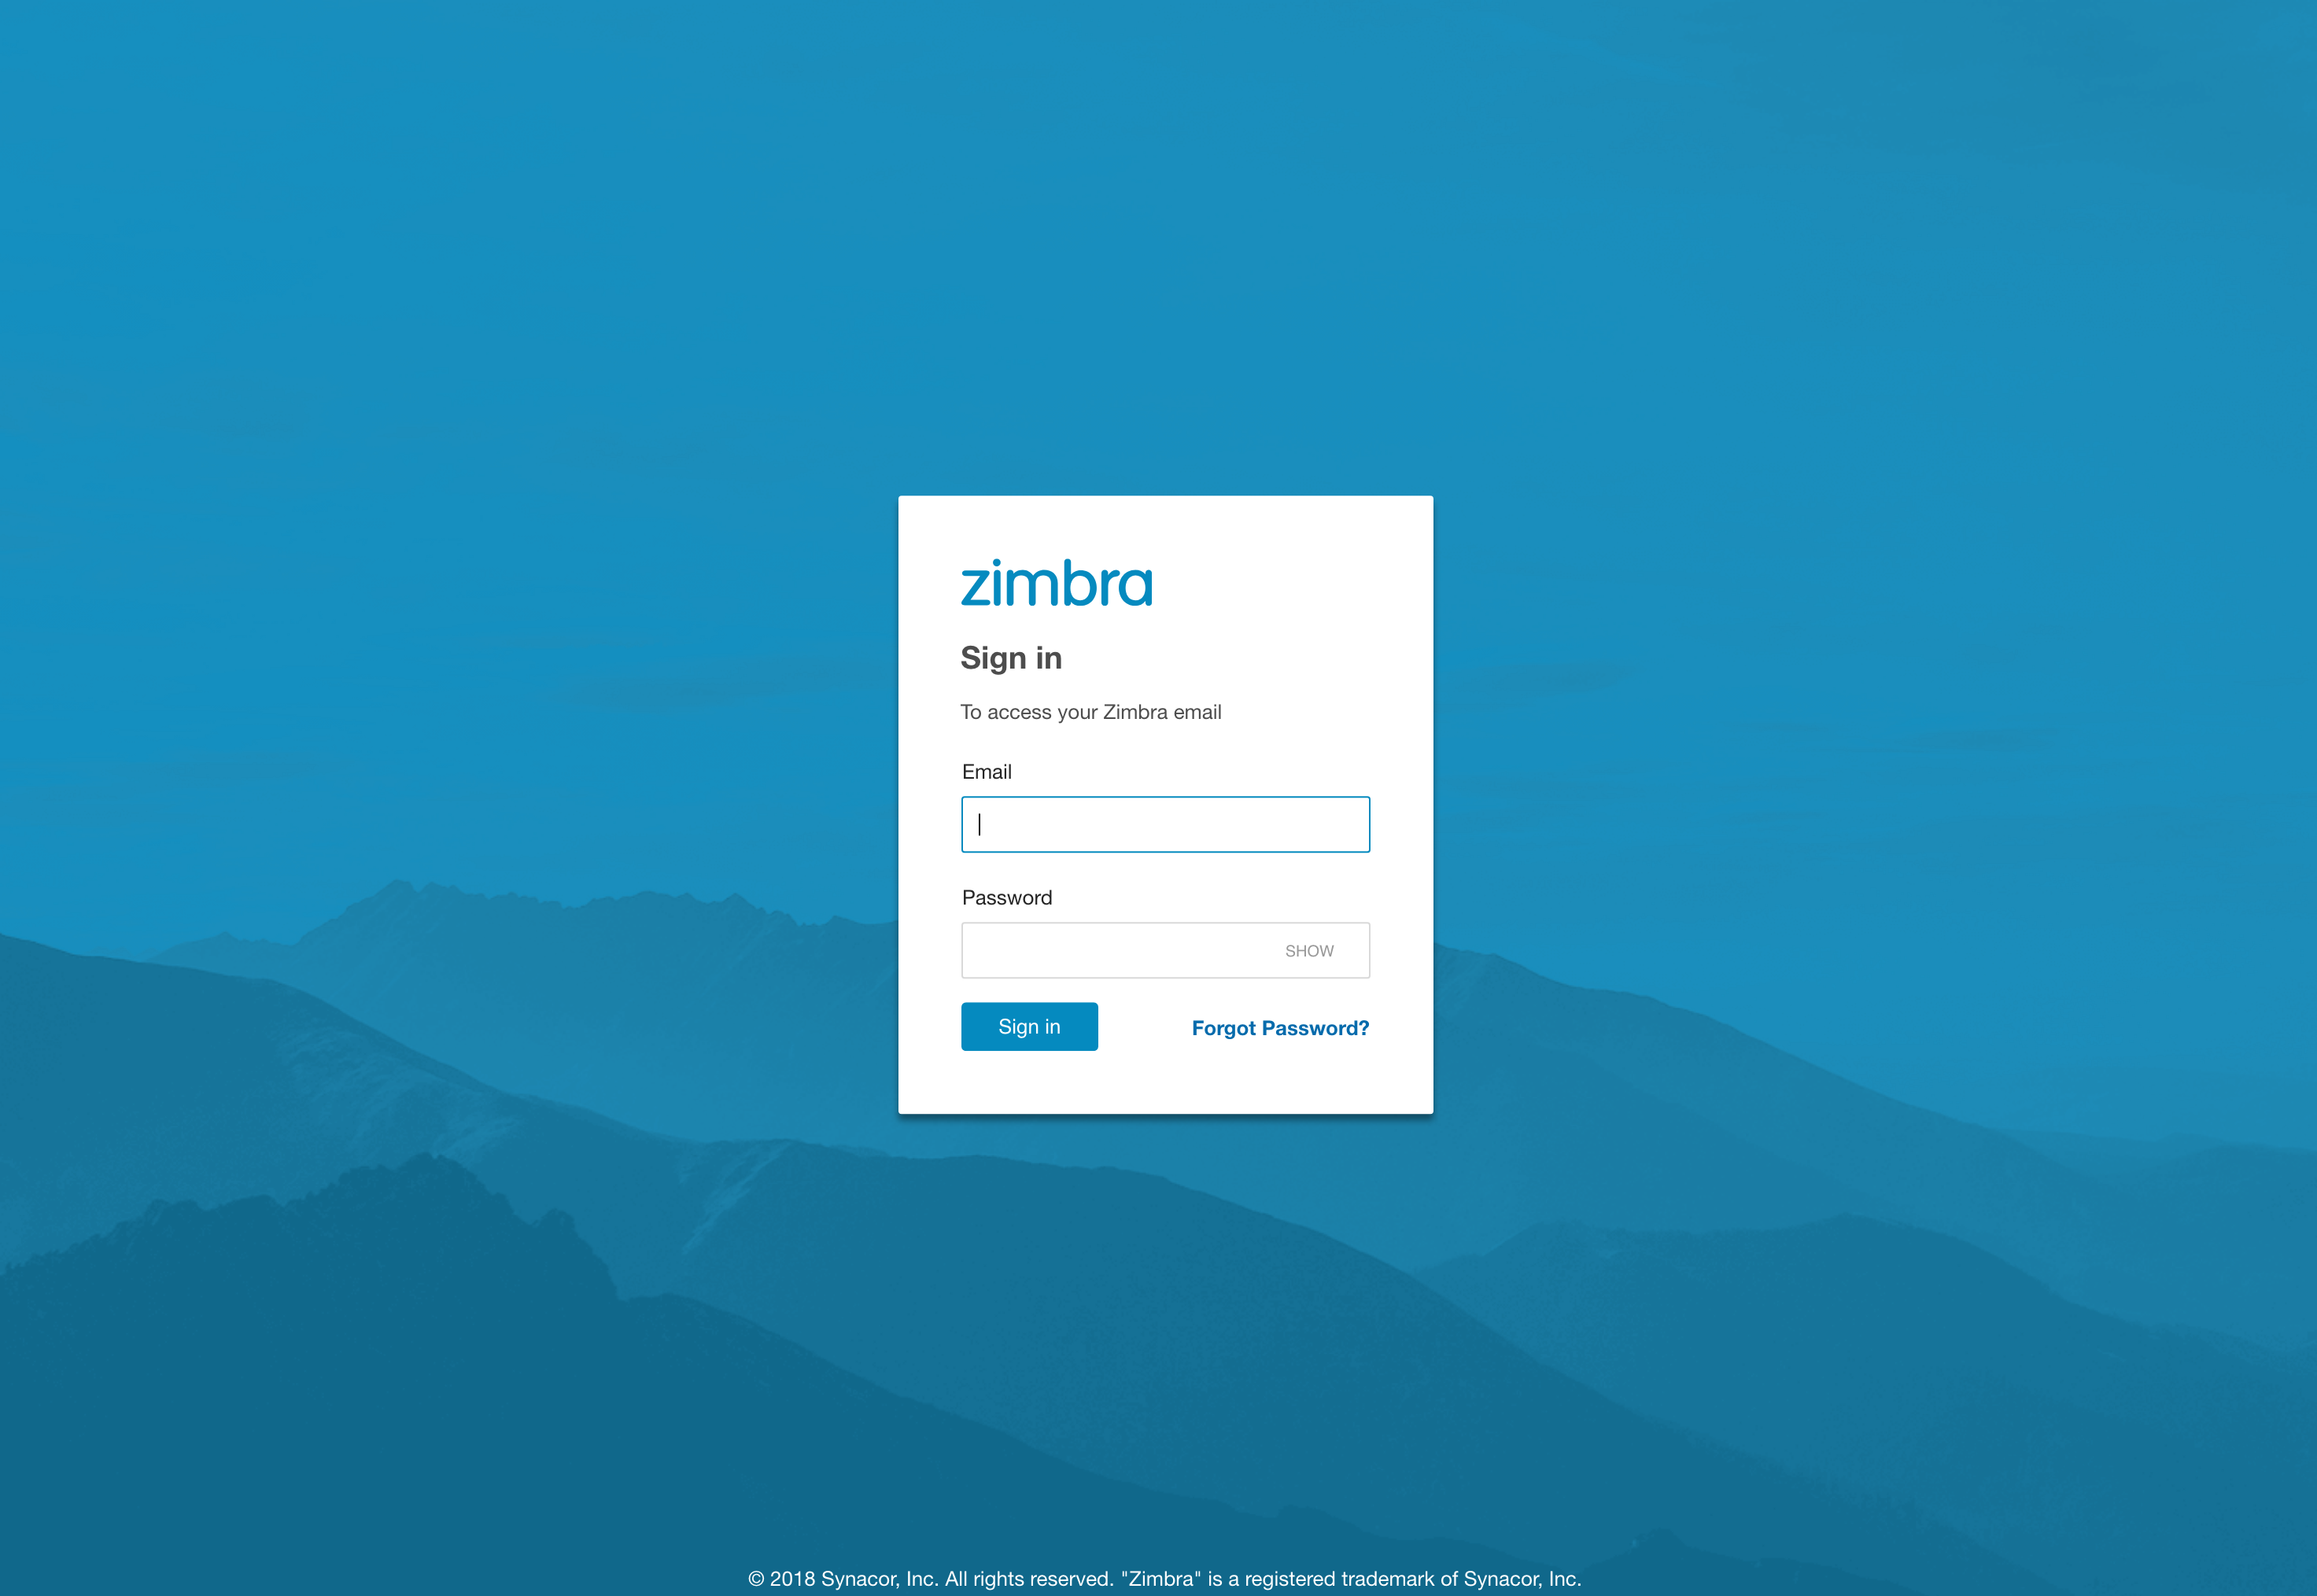 zimbra
Sign in
To access your Zimbra email
Email
Password
SHOW
Sign in
Forgot Password?
© 2018 Synacor, Inc. All rights reserved. "Zimbra" is a registered trademark of Synacor, Inc.